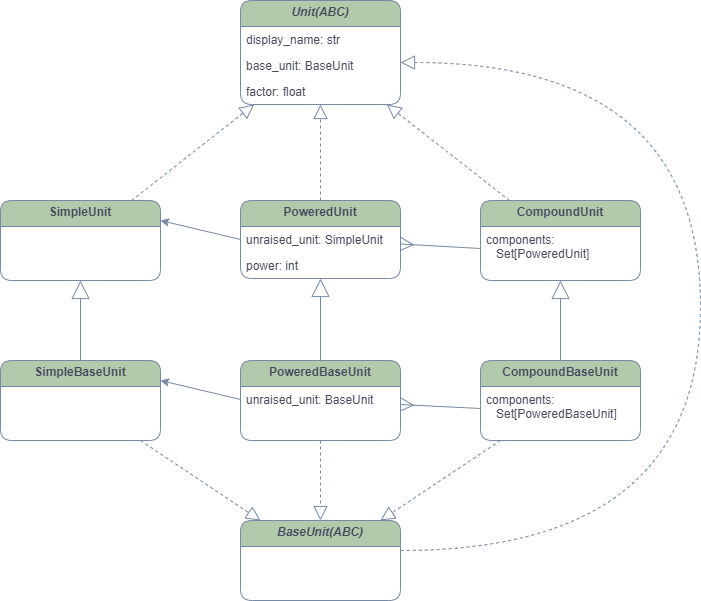 Unit(ABC)
display_name: str
base_unit: BaseUnit
factor: float
SimpleUnit
PoweredUnit
unraised_unit: SimpleUnit
power: int
CompoundUnit
components:
Set[PoweredUnit]
SimpleBaseUnit
PoweredBaseUnit
unraised_unit: BaseUnit
CompoundBaseUnit
components:
Set[PoweredBaseUnit]
BaseUnit(ABC)